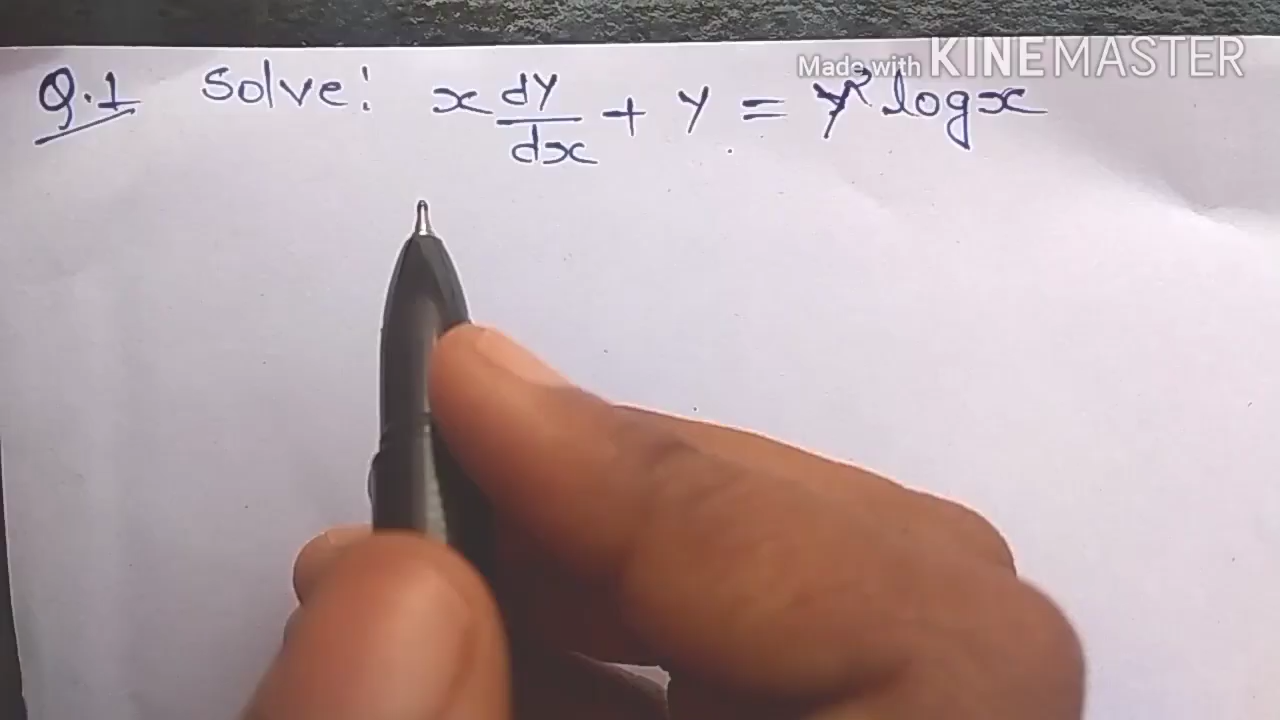 Made with KINEMASTER
Q.1 Solve: x dy/dx + y = y² log x